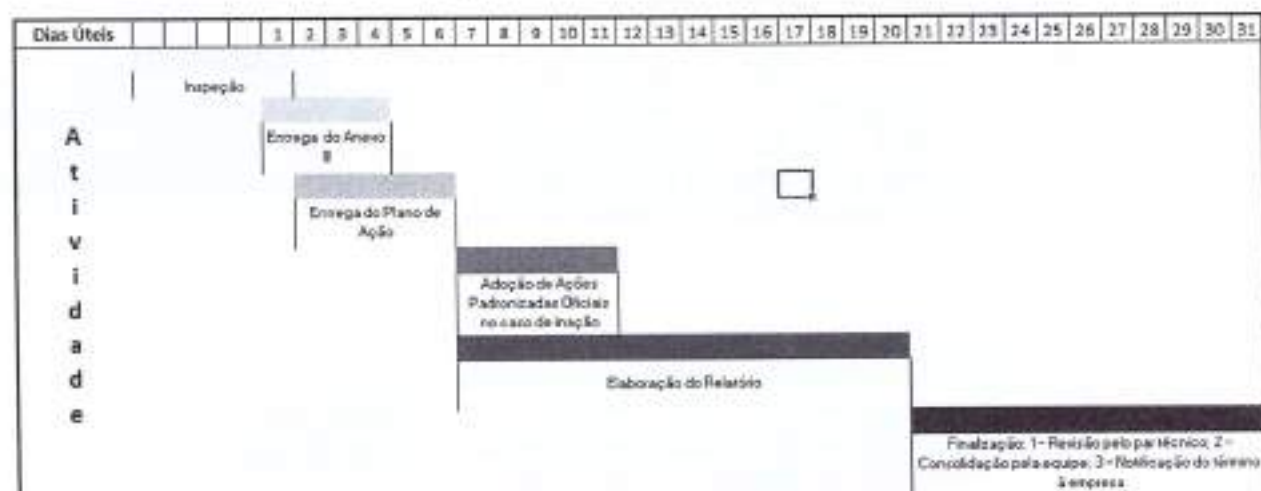 Dias Úteis 1 2 3 4 5 6 7 8 9 10 11 12 13 14 15 16 17 18 19 20 21 22 23 24 25 26 27 28 29 30 31
Inspeção
A
t
i
v
i
d
a
d
e
Entrega do Anexo
B
Entrega do Plano de
Ação
Adoção de Ações
Padronizadas Oficiais
no caso de inação
Elaboração do Relatório
Finalização: 1 - Revisão pelo par técnico; 2 -
Consolidação pela equipe; 3 - Notificação do término
à empresa